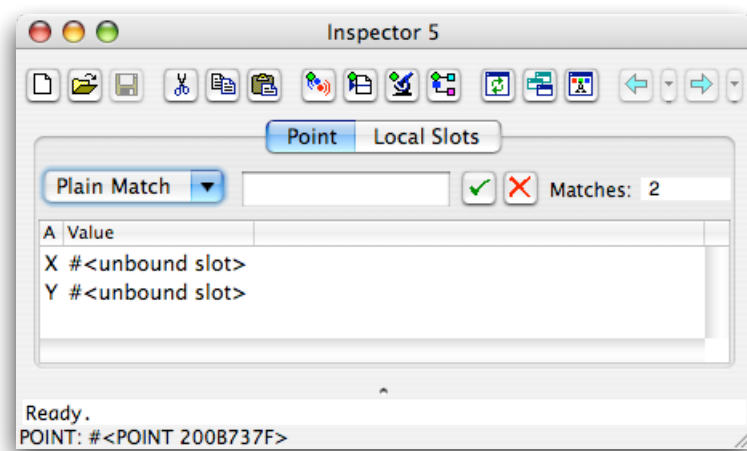 Inspector 5
Point Local Slots
Plain Match Matches: 2
A Value
X #<unbound slot>
Y #<unbound slot>
Ready.
POINT: #<POINT 200B737F>